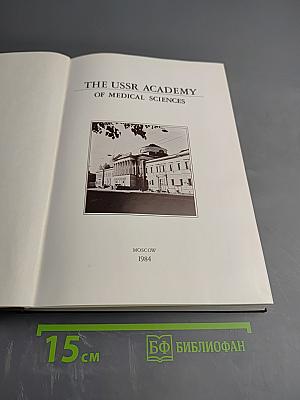 THE USSR ACADEMY
OF MEDICAL SCIENCES
MOSCOW
1984
15 см
БФ БИБЛИОФАН